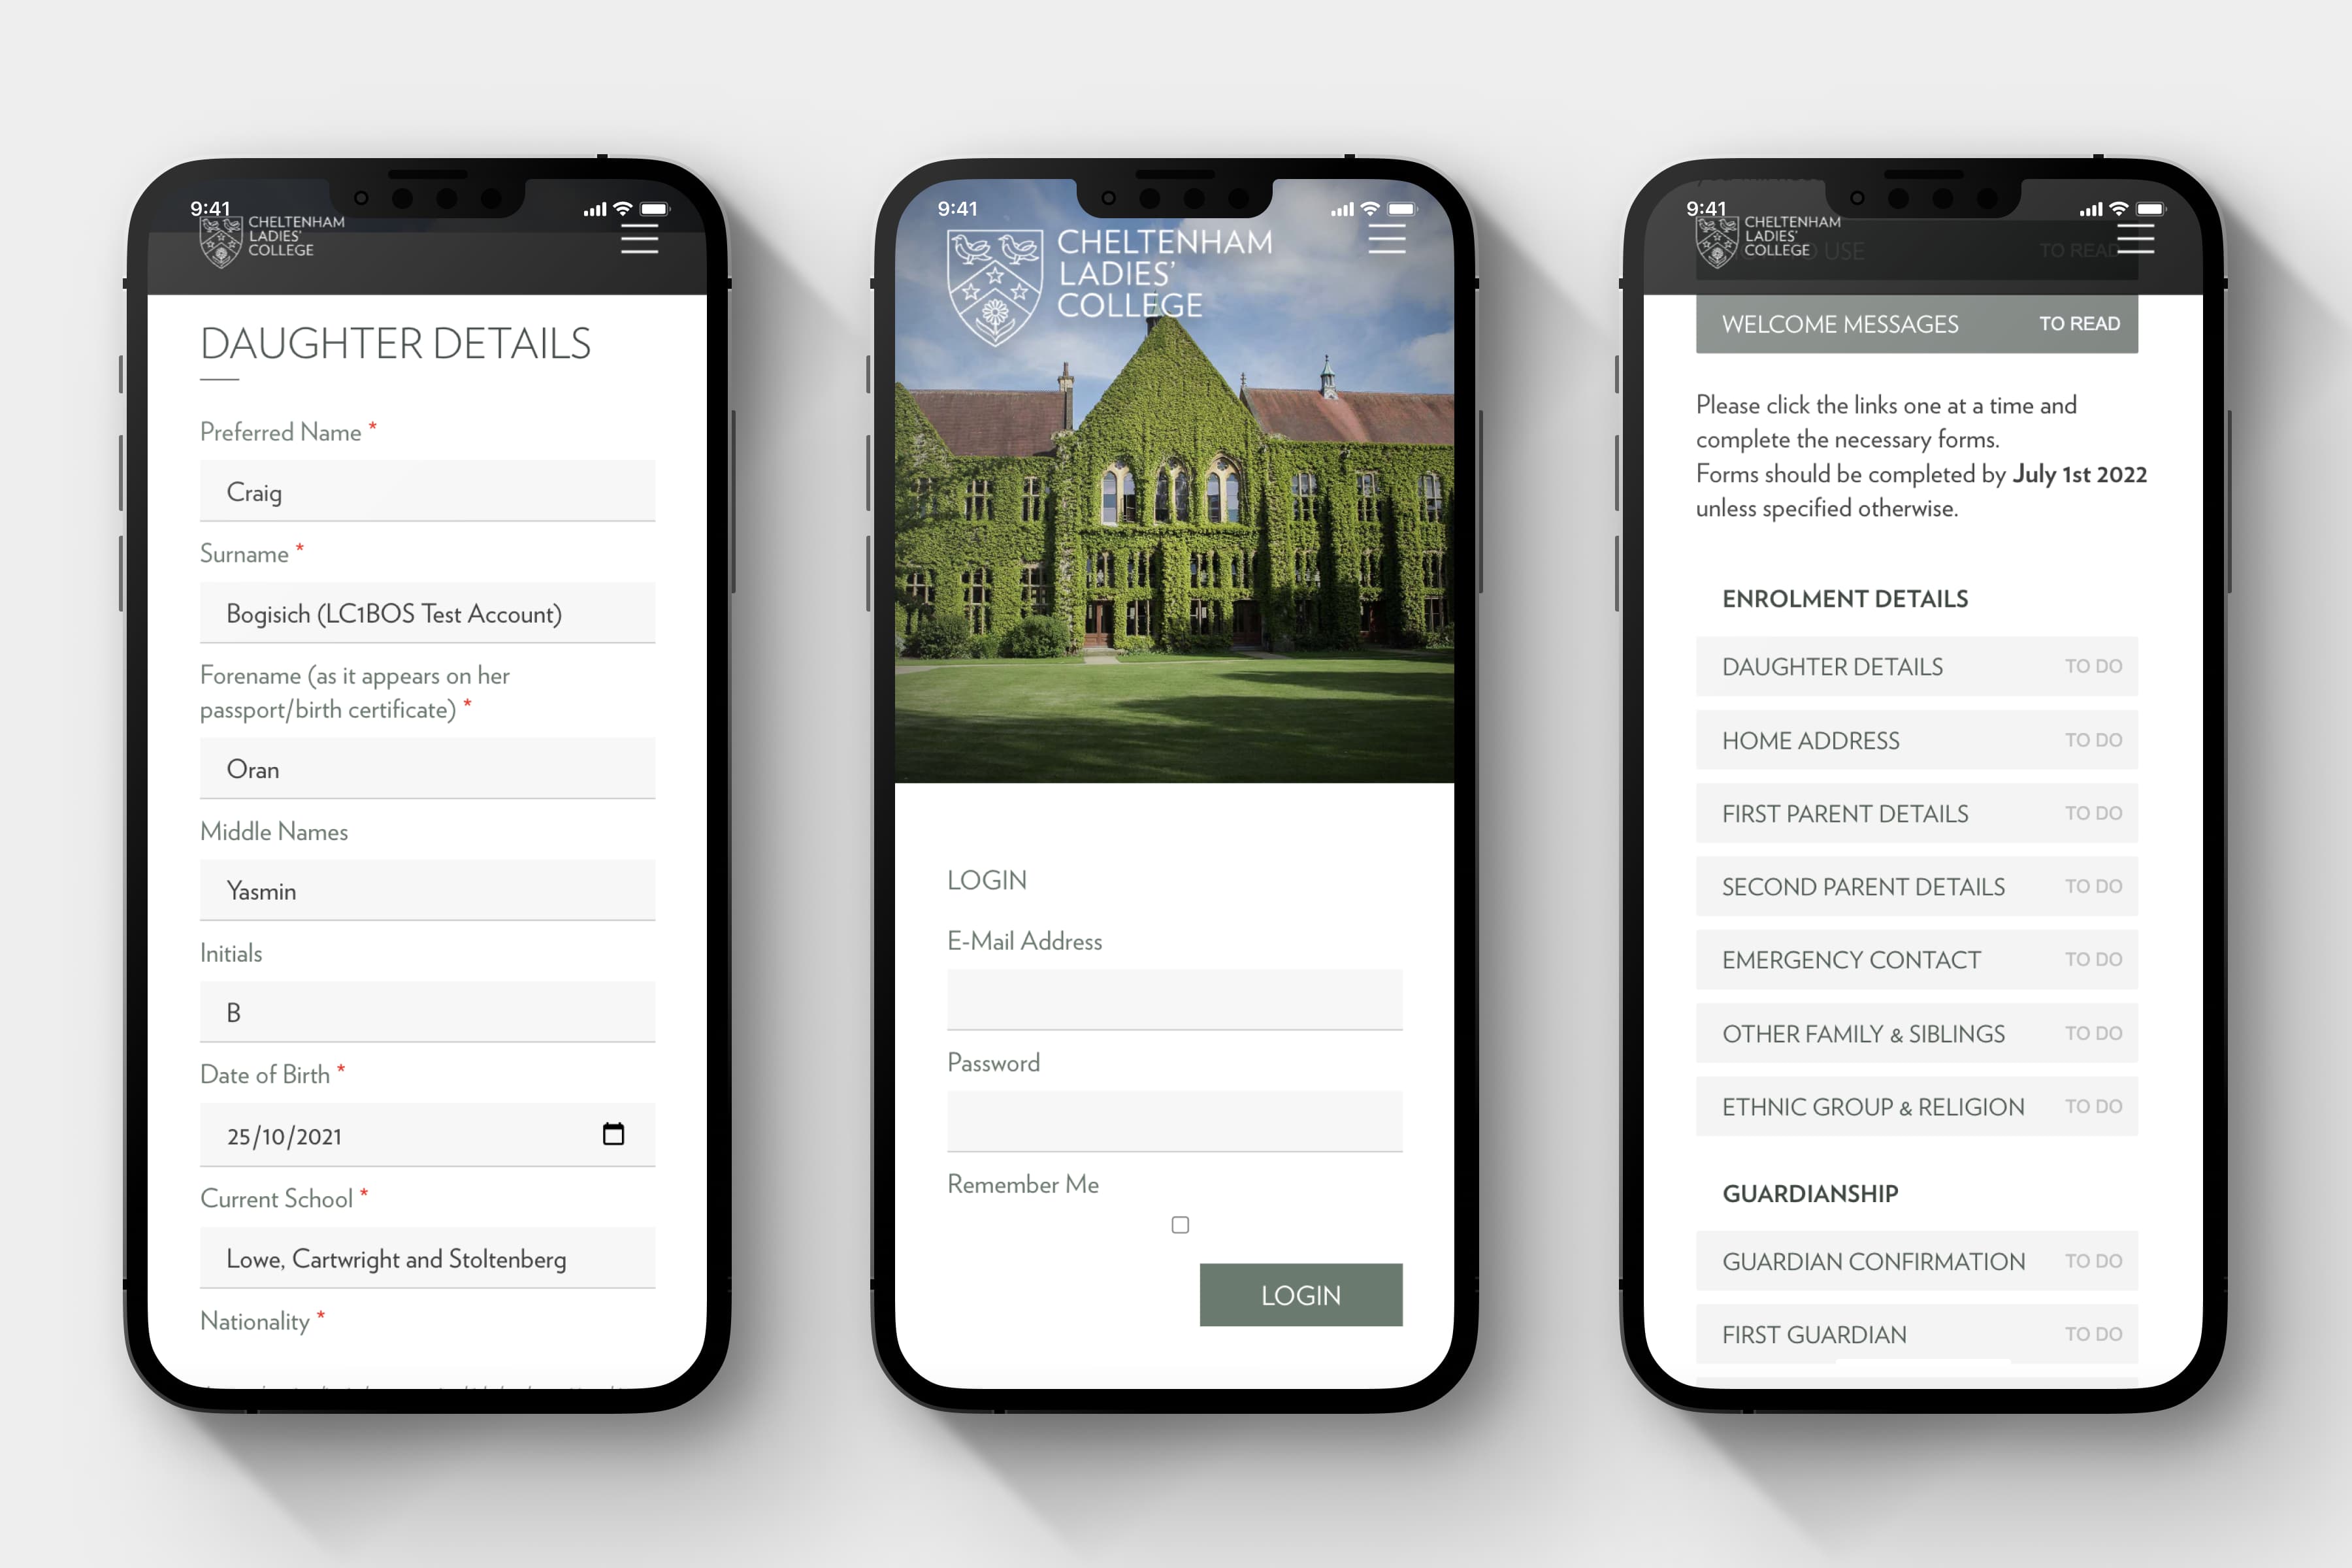 9:41
CHELTENHAM
LADIES'
COLLEGE
DAUGHTER DETAILS
Preferred Name *
Craig
Surname *
Bogisich (LC1BOS Test Account)
Forename (as it appears on her
passport/birth certificate) *
Oran
Middle Names
Yasmin
Initials
B
Date of Birth *
25/10/2021
Current School *
Lowe, Cartwright and Stoltenberg
Nationality *
9:41
CHELTENHAM
LADIES'
COLLEGE
LOGIN
E-Mail Address
Password
Remember Me
LOGIN
9:41
CHELTENHAM
LADIES'
COLLEGE
USE TO READ
WELCOME MESSAGES TO READ
Please click the links one at a time and
complete the necessary forms.
Forms should be completed by July 1st 2022
unless specified otherwise.
ENROLMENT DETAILS
DAUGHTER DETAILS TO DO
HOME ADDRESS TO DO
FIRST PARENT DETAILS TO DO
SECOND PARENT DETAILS TO DO
EMERGENCY CONTACT TO DO
OTHER FAMILY & SIBLINGS TO DO
ETHNIC GROUP & RELIGION TO DO
GUARDIANSHIP
GUARDIAN CONFIRMATION TO DO
FIRST GUARDIAN TO DO